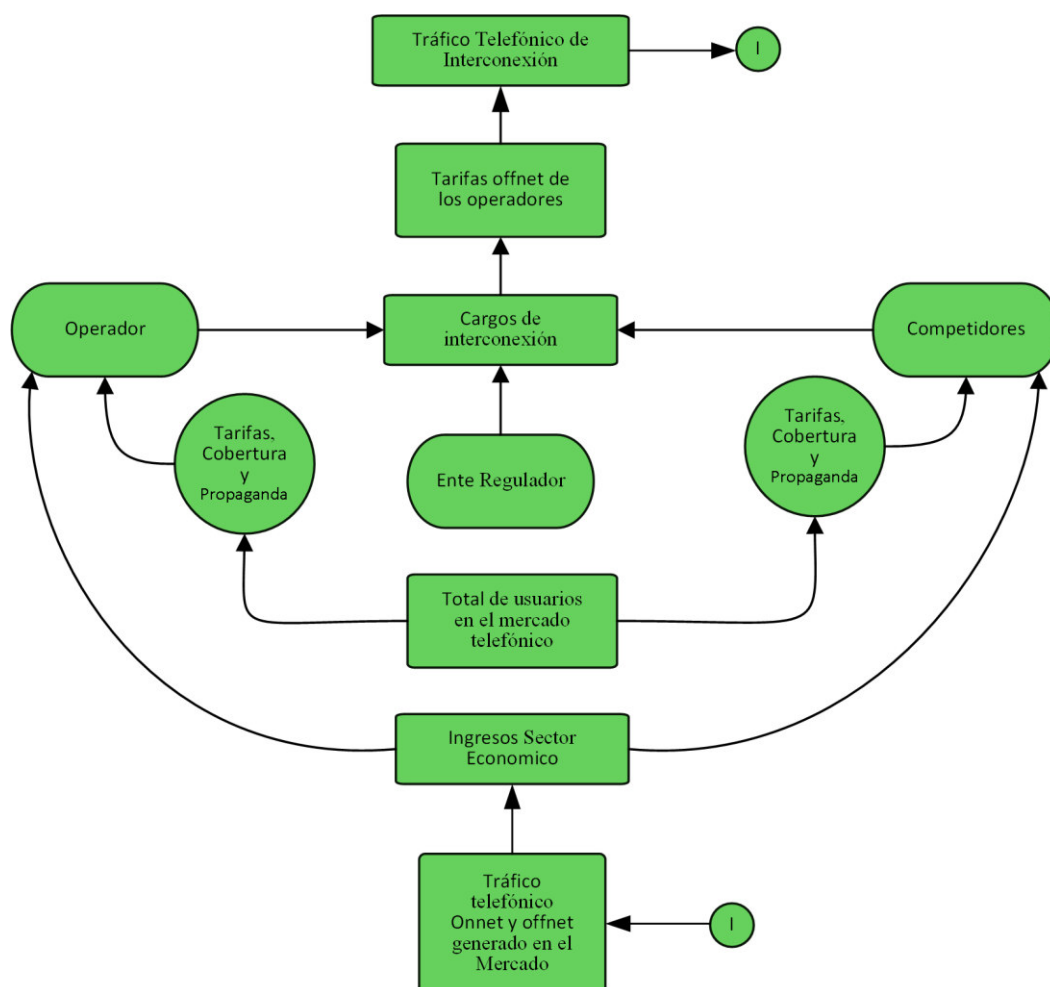 Tráfico Telefónico de
Interconexión
I
Tarifas offnet de
los operadores
Operador
Cargos de
interconexión
Competidores
Tarifas,
Cobertura
y
Propaganda
Ente Regulador
Tarifas,
Cobertura
y
Propaganda
Total de usuarios
en el mercado
telefónico
Ingresos Sector
Economico
Tráfico
telefónico
Onnet y offnet
generado en el
Mercado
I